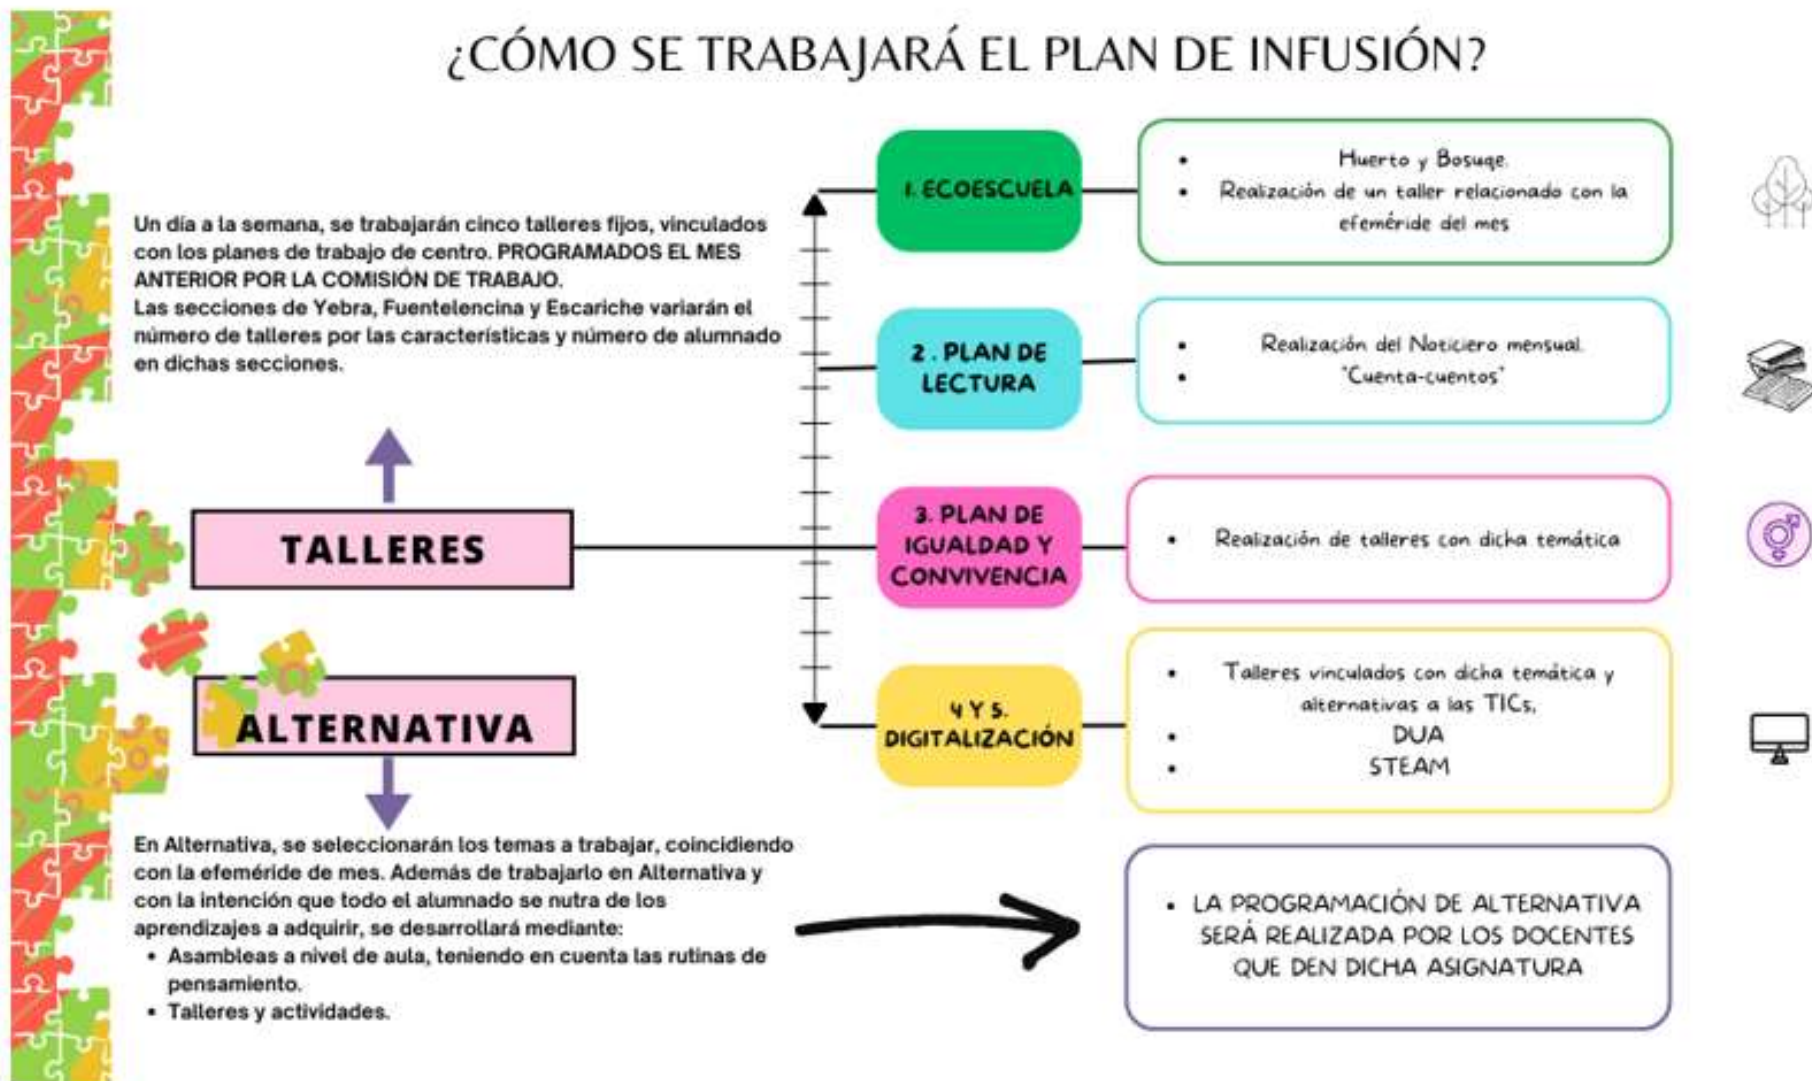 ¿CÓMO SE TRABAJARÁ EL PLAN DE INFUSIÓN?
Un día a la semana, se trabajarán cinco talleres fijos, vinculados
con los planes de trabajo de centro. PROGRAMADOS EL MES
ANTERIOR POR LA COMISIÓN DE TRABAJO.
Las secciones de Yebra, Fuentelencina y Escariche variarán el
número de talleres por las características y número de alumnado
en dichas secciones.
TALLERES
1. ECOESCUELA
• Huerto y Bosuqe.
• Realización de un taller relacionado con la
efeméride del mes
2 . PLAN DE
LECTURA
• Realización del Noticiero mensual.
• "Cuenta-cuentos"
3. PLAN DE
IGUALDAD Y
CONVIVENCIA
• Realización de talleres con dicha temática
4 Y 5.
DIGITALIZACIÓN
• Talleres vinculados con dicha temática y
alternativas a las TICs,
• DUA
• STEAM
ALTERNATIVA
En Alternativa, se seleccionarán los temas a trabajar, coincidiendo
con la efeméride de mes. Además de trabajarlo en Alternativa y
con la intención que todo el alumnado se nutra de los
aprendizajes a adquirir, se desarrollará mediante:
• Asambleas a nivel de aula, teniendo en cuenta las rutinas de
pensamiento.
• Talleres y actividades.
• LA PROGRAMACIÓN DE ALTERNATIVA
SERÁ REALIZADA POR LOS DOCENTES
QUE DEN DICHA ASIGNATURA